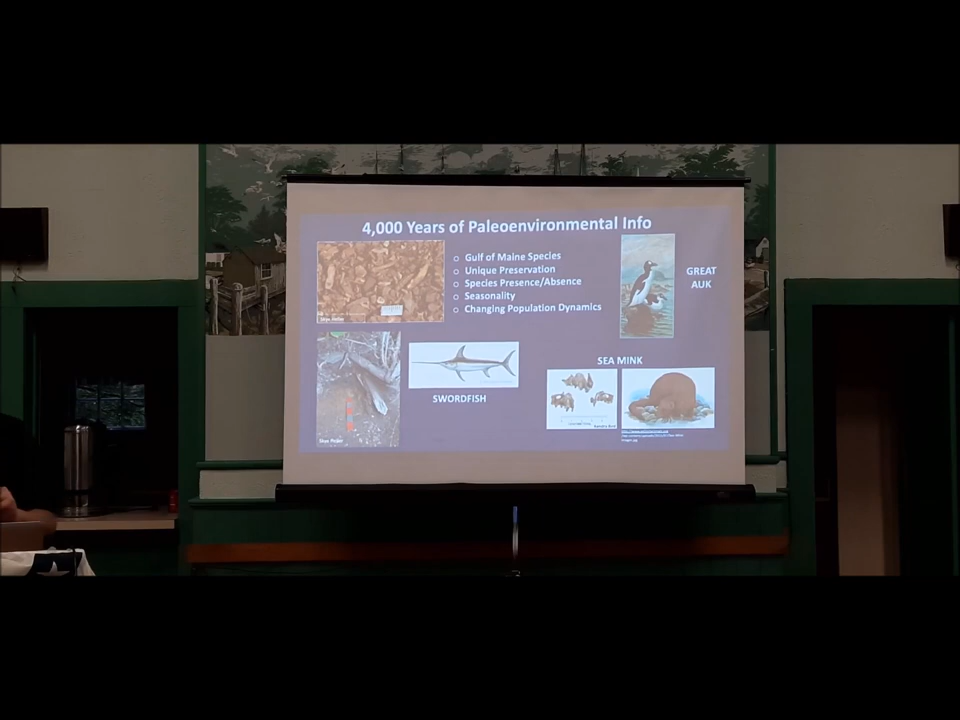 4,000 Years of Paleoenvironmental Info
o Gulf of Maine Species
o Unique Preservation
o Species Presence/Absence
o Seasonality
o Changing Population Dynamics
GREAT
AUK
SWORDFISH
SEA MINK